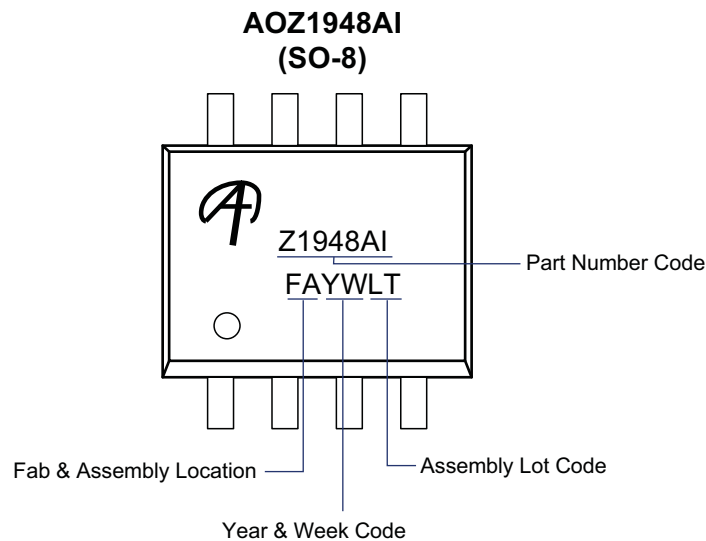 AOZ1948AI
(SO-8)
Z1948AI
Part Number Code
FAYWLT
Fab & Assembly Location
Assembly Lot Code
Year & Week Code